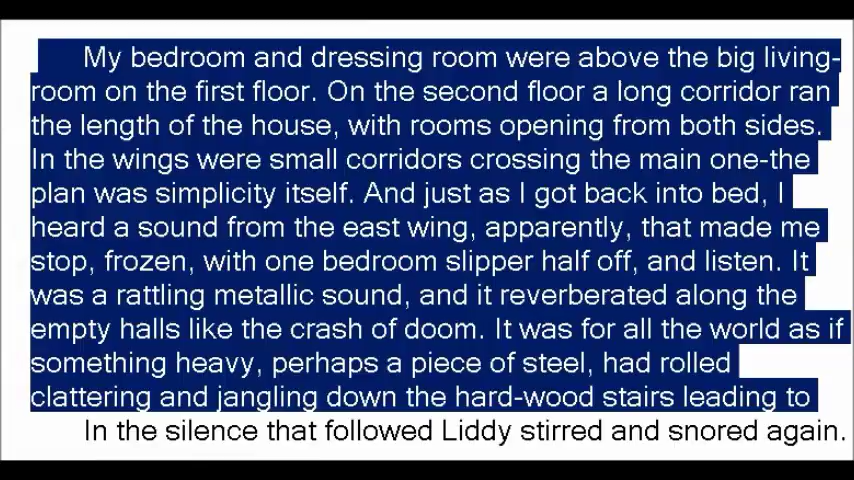 My bedroom and dressing room were above the big living-
room on the first floor. On the second floor a long corridor ran
the length of the house, with rooms opening from both sides.
In the wings were small corridors crossing the main one-the
plan was simplicity itself. And just as I got back into bed, I
heard a sound from the east wing, apparently, that made me
stop, frozen, with one bedroom slipper half off, and listen. It
was a rattling metallic sound, and it reverberated along the
empty halls like the crash of doom. It was for all the world as if
something heavy, perhaps a piece of steel, had rolled
clattering and jangling down the hard-wood stairs leading to
In the silence that followed Liddy stirred and snored again.